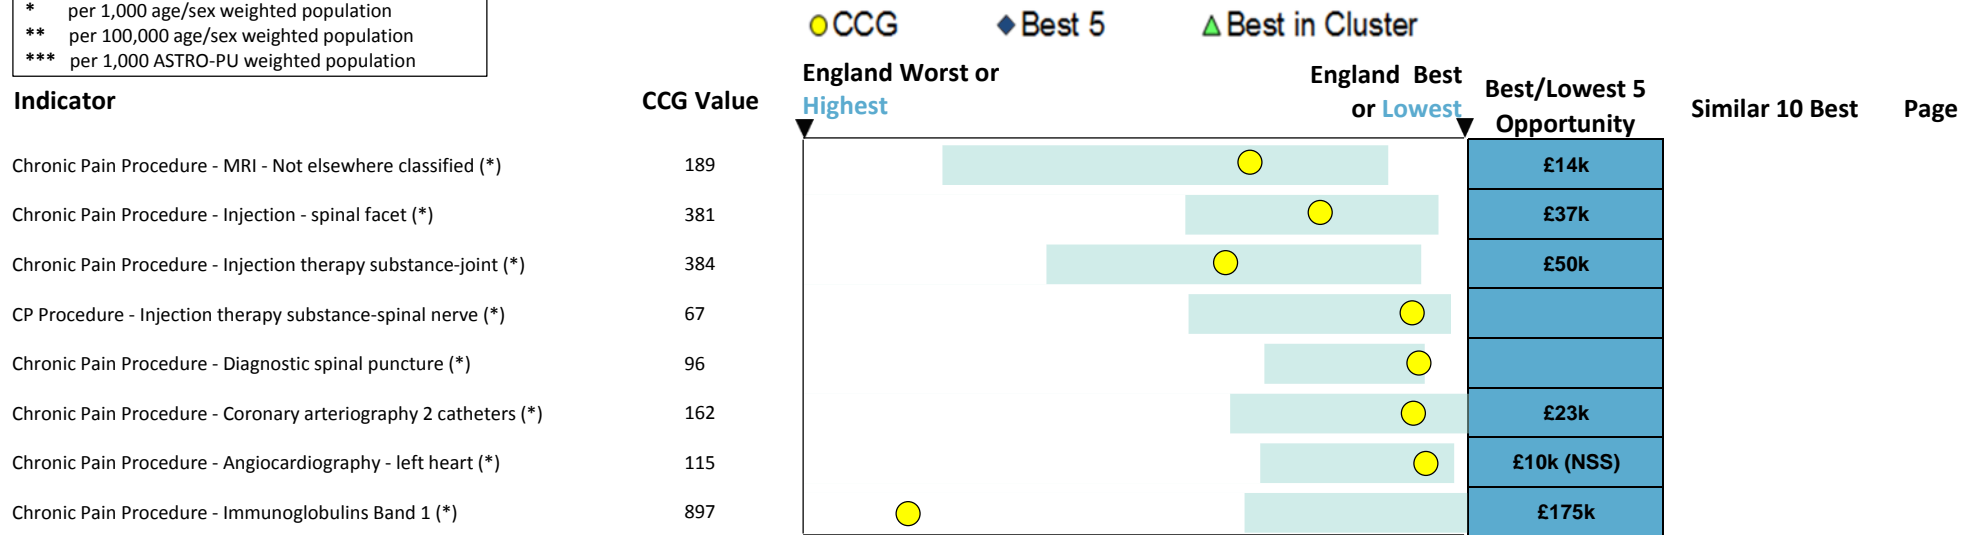 * per 1,000 age/sex weighted population
** per 100,000 age/sex weighted population
*** per 1,000 ASTRO-PU weighted population
CCG Best 5 Best in Cluster
Indicator CCG Value England Worst or Highest England Best or Lowest Best/Lowest 5 Opportunity Similar 10 Best Page
Chronic Pain Procedure - MRI - Not elsewhere classified (*) 189 £14k
Chronic Pain Procedure - Injection - spinal facet (*) 381 £37k
Chronic Pain Procedure - Injection therapy substance-joint (*) 384 £50k
CP Procedure - Injection therapy substance-spinal nerve (*) 67
Chronic Pain Procedure - Diagnostic spinal puncture (*) 96
Chronic Pain Procedure - Coronary arteriography 2 catheters (*) 162 £23k
Chronic Pain Procedure - Angiocardiography - left heart (*) 115 £10k (NSS)
Chronic Pain Procedure - Immunoglobulins Band 1 (*) 897 £175k